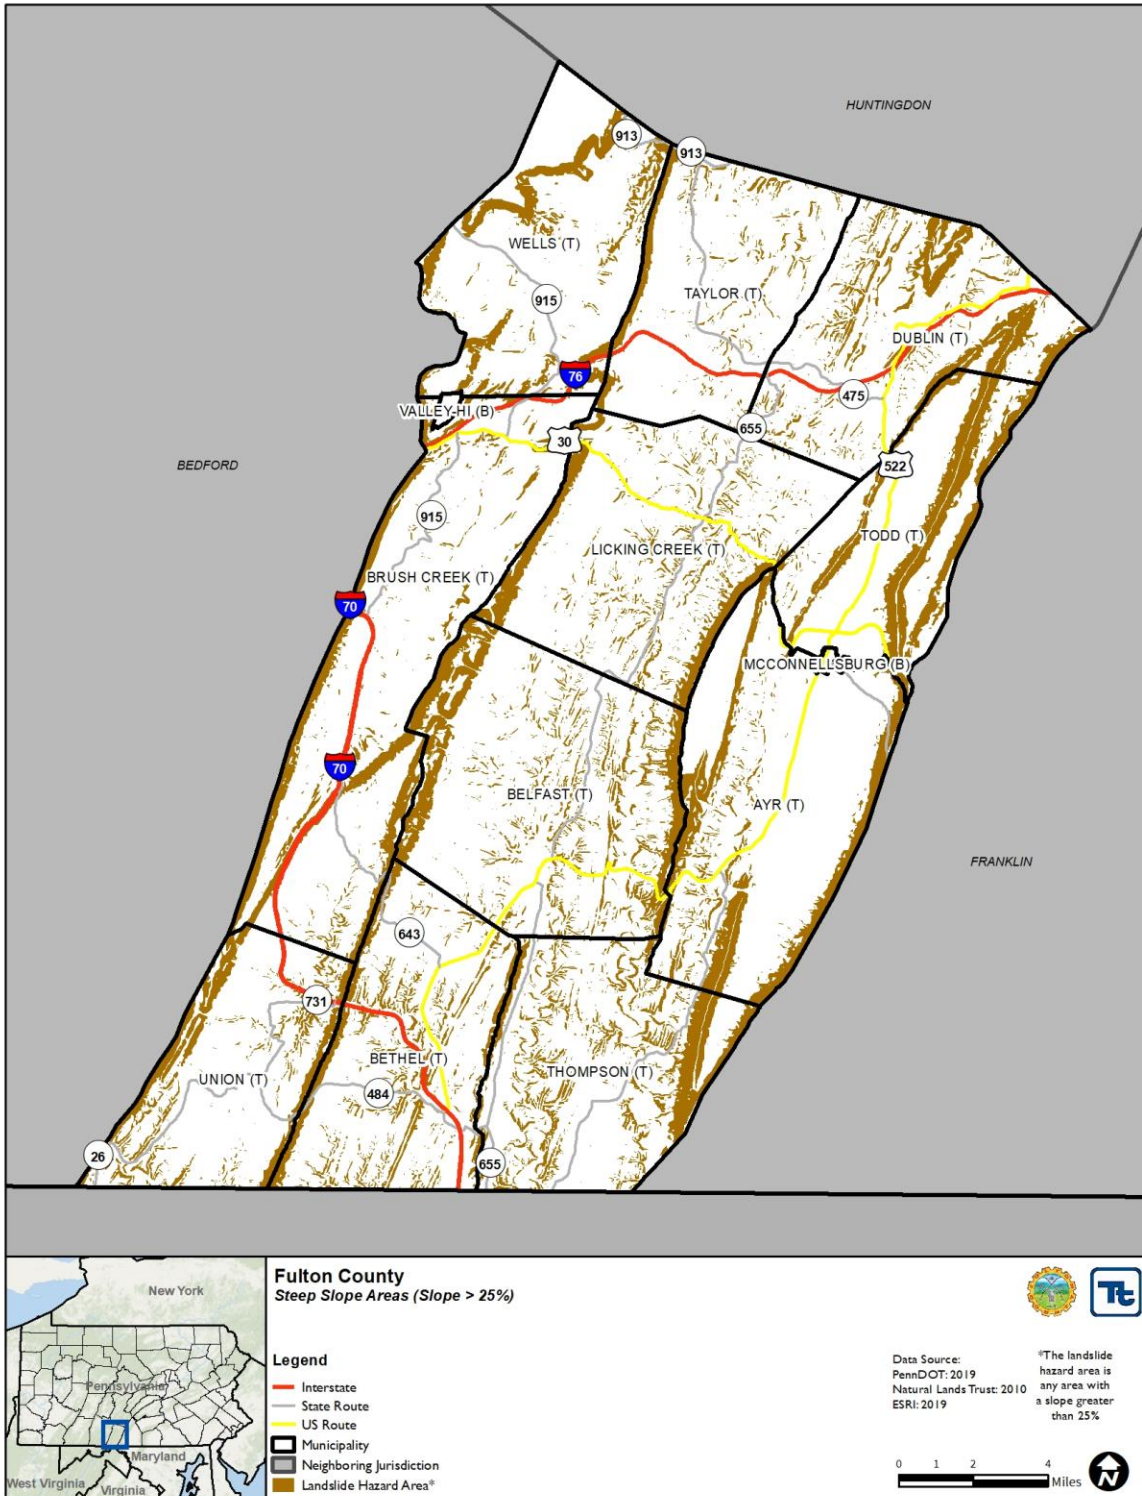 HUNTINGDON
913
913
WELLS (T)
TAYLOR (T)
915
DUBLIN (T)
76
475
VALLEY-HI (B)
655
30
BEDFORD
522
915
TODD (T)
LICKING CREEK (T)
BRUSH CREEK (T)
70
MCCONNELLSBURG (B)
70
BELFAST (T)
AYR (T)
FRANKLIN
643
731
BETHEL (T)
THOMPSON (T)
UNION (T)
484
26
655
New York
Pennsylvania
Maryland
West Virginia
Virginia
Fulton County
Steep Slope Areas (Slope > 25%)
Legend
Interstate
State Route
US Route
Municipality
Neighboring Jurisdiction
Landslide Hazard Area*
Data Source:
PennDOT: 2019
Natural Lands Trust: 2010
ESRI: 2019
*The landslide
hazard area is
any area with
a slope greater
than 25%
Tt
0 1 2 4
Miles
N